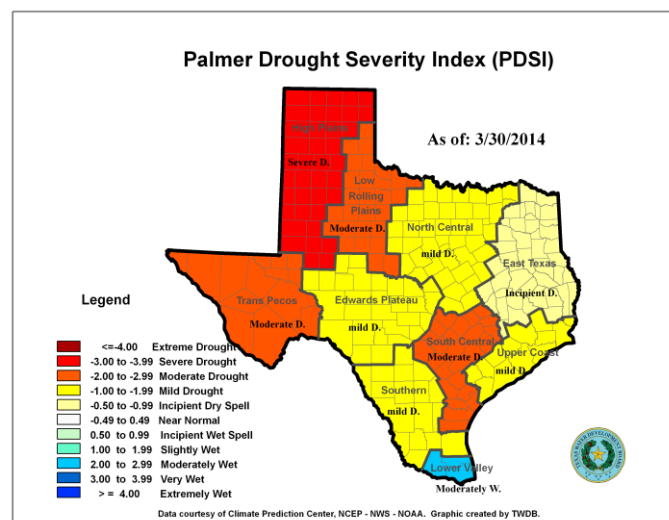 Palmer Drought Severity Index (PDSI)
As of: 3/30/2014
High Plains
Severe D.
Low
Rolling
Plains
Moderate D.
North Central
mild D.
East Texas
Incipient D.
Trans Pecos
Moderate D.
Edwards Plateau
mild D.
South Central
Moderate D.
Upper Coast
mild D.
Southern
mild D.
Lower Valley
Moderately W.
Legend
<=-4.00 Extreme Drought
-3.00 to -3.99 Severe Drought
-2.00 to -2.99 Moderate Drought
-1.00 to -1.99 Mild Drought
-0.50 to -0.99 Incipient Dry Spell
-0.49 to 0.49 Near Normal
0.50 to 0.99 Incipient Wet Spell
1.00 to 1.99 Slightly Wet
2.00 to 2.99 Moderately Wet
3.00 to 3.99 Very Wet
> = 4.00 Extremely Wet
TEXAS WATER DEVELOPMENT BOARD
Data courtesy of Climate Prediction Center, NCEP - NWS - NOAA. Graphic created by TWDB.